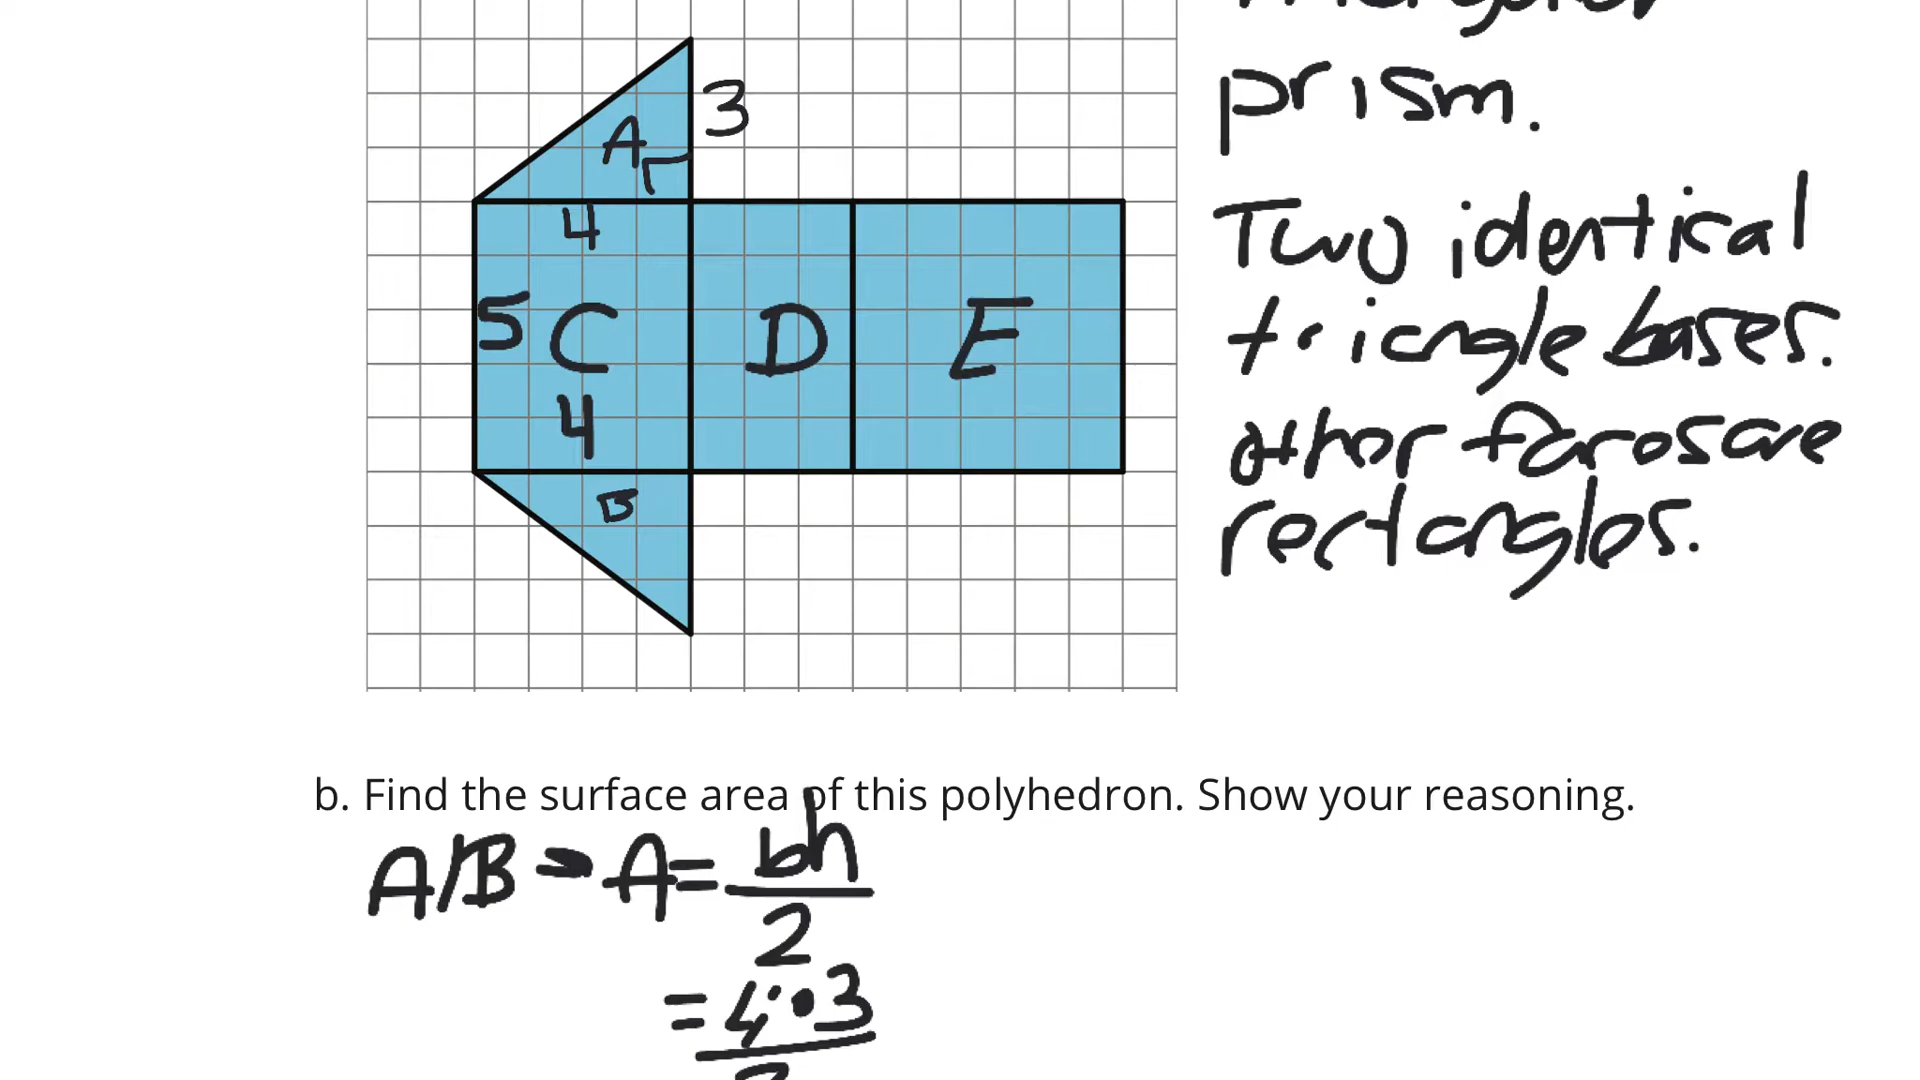 prism.
3
A
4
Two identical
triangle bases.
5 C D E
4
other faces are
rectangles.
B
b. Find the surface area of this polyhedron. Show your reasoning.
A/B → A = bh
2
= 4 · 3